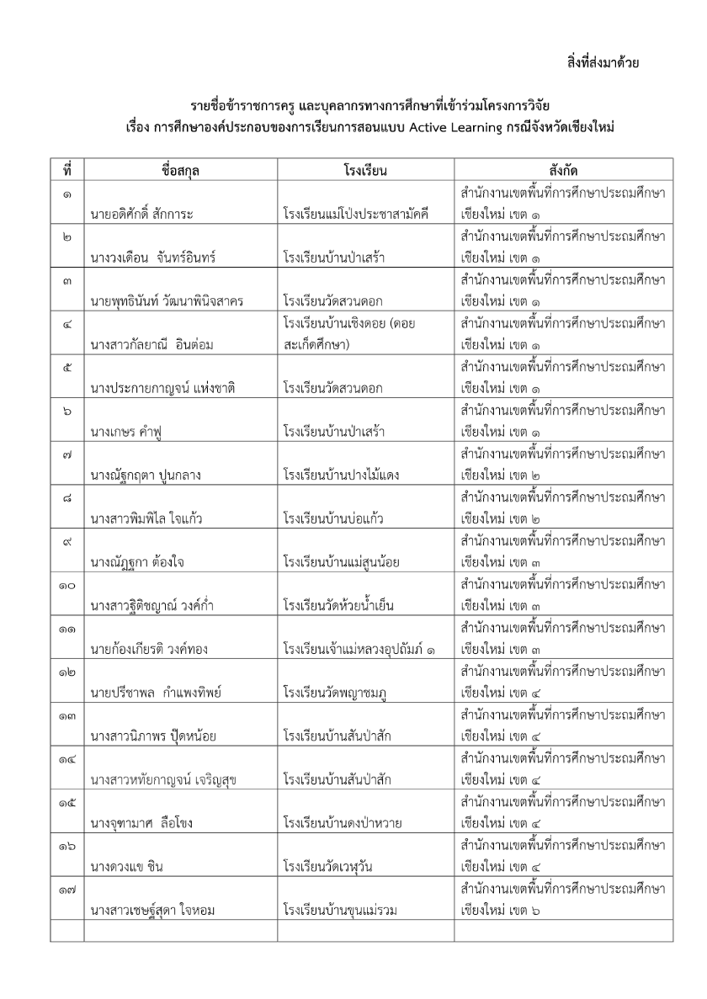 สิ่งที่ส่งมาด้วย
รายชื่อข้าราชการครู และบุคลากรทางการศึกษาที่เข้าร่วมโครงการวิจัย
เรื่อง การศึกษาองค์ประกอบของการเรียนการสอนแบบ Active Learning กรณีจังหวัดเชียงใหม่
ที่ ชื่อสกุล โรงเรียน สังกัด
๑ สำนักงานเขตพื้นที่การศึกษาประถมศึกษา
นายอดิศักดิ์ สักการะ โรงเรียนแม่โป่งประชาสามัคคี เชียงใหม่ เขต ๑
๒ สำนักงานเขตพื้นที่การศึกษาประถมศึกษา
นางวงเดือน จันทร์อินทร์ โรงเรียนบ้านป่าเสร้า เชียงใหม่ เขต ๑
๓ สำนักงานเขตพื้นที่การศึกษาประถมศึกษา
นายพุทธินันท์ วัฒนาพินิจสาคร โรงเรียนวัดสวนดอก เชียงใหม่ เขต ๑
๔ โรงเรียนบ้านเชิงดอย (ดอย สำนักงานเขตพื้นที่การศึกษาประถมศึกษา
นางสาวกัลยาณี อินต่อม สะเก็ดศึกษา) เชียงใหม่ เขต ๑
๕ สำนักงานเขตพื้นที่การศึกษาประถมศึกษา
นางประกายกาญจน์ แห่งชาติ โรงเรียนวัดสวนดอก เชียงใหม่ เขต ๑
๖ สำนักงานเขตพื้นที่การศึกษาประถมศึกษา
นางเกษร คำฟู โรงเรียนบ้านป่าเสร้า เชียงใหม่ เขต ๑
๗ สำนักงานเขตพื้นที่การศึกษาประถมศึกษา
นางณัฐกฤตา ปูนกลาง โรงเรียนบ้านปางไม้แดง เชียงใหม่ เขต ๒
๘ สำนักงานเขตพื้นที่การศึกษาประถมศึกษา
นางสาวพิมพิไล ใจแก้ว โรงเรียนบ้านบ่อแก้ว เชียงใหม่ เขต ๒
๙ สำนักงานเขตพื้นที่การศึกษาประถมศึกษา
นางณัฏฐกา ต้องใจ โรงเรียนบ้านแม่สูนน้อย เชียงใหม่ เขต ๓
๑๐ สำนักงานเขตพื้นที่การศึกษาประถมศึกษา
นางสาวฐิติชญาณ์ วงค์ก่ำ โรงเรียนวัดห้วยน้ำเย็น เชียงใหม่ เขต ๓
๑๑ สำนักงานเขตพื้นที่การศึกษาประถมศึกษา
นายก้องเกียรติ วงค์ทอง โรงเรียนเจ้าแม่หลวงอุปถัมภ์ ๑ เชียงใหม่ เขต ๓
๑๒ สำนักงานเขตพื้นที่การศึกษาประถมศึกษา
นายปรีชาพล กำแพงทิพย์ โรงเรียนวัดพญาชมภู เชียงใหม่ เขต ๔
๑๓ สำนักงานเขตพื้นที่การศึกษาประถมศึกษา
นางสาวนิภาพร ปุ๊ดหน้อย โรงเรียนบ้านสันป่าสัก เชียงใหม่ เขต ๔
๑๔ สำนักงานเขตพื้นที่การศึกษาประถมศึกษา
นางสาวหทัยกาญจน์ เจริญสุข โรงเรียนบ้านสันป่าสัก เชียงใหม่ เขต ๔
๑๕ สำนักงานเขตพื้นที่การศึกษาประถมศึกษา
นางจุฑามาศ ลือโขง โรงเรียนบ้านดงป่าหวาย เชียงใหม่ เขต ๔
๑๖ สำนักงานเขตพื้นที่การศึกษาประถมศึกษา
นางดวงแข ชิน โรงเรียนวัดเวฬุวัน เชียงใหม่ เขต ๔
๑๗ สำนักงานเขตพื้นที่การศึกษาประถมศึกษา
นางสาวเชษฐ์สุดา ใจหอม โรงเรียนบ้านขุนแม่รวม เชียงใหม่ เขต ๖